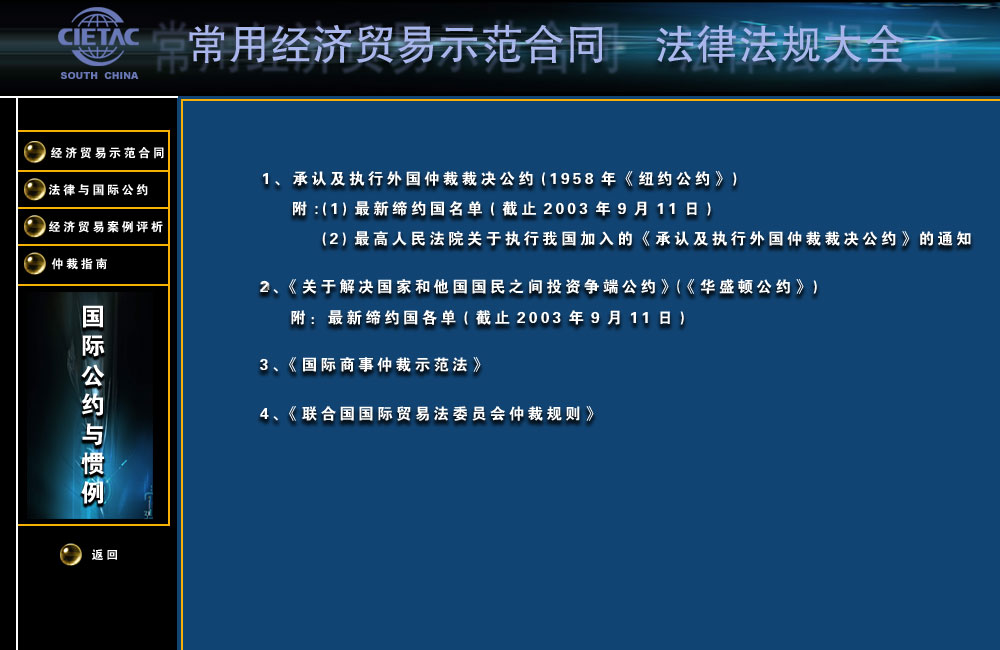 CIETAC
SOUTH CHINA
常用经济贸易示范合同 法律法规大全
经济贸易示范合同
法律与国际公约
经济贸易案例评析
仲裁指南
国际公约与惯例
返回
1、承认及执行外国仲裁裁决公约(1958年《纽约公约》)
附:(1)最新缔约国名单(截止2003年9月11日)
(2)最高人民法院关于执行我国加入的《承认及执行外国仲裁裁决公约》的通知
2、《关于解决国家和他国国民之间投资争端公约》(《华盛顿公约》)
附：最新缔约国各单(截止2003年9月11日)
3、《国际商事仲裁示范法》
4、《联合国国际贸易法委员会仲裁规则》